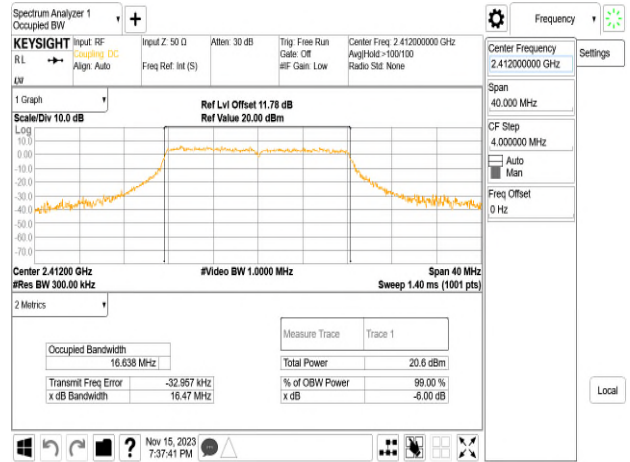 Spectrum Analyzer 1
Occupied BW
+
Frequency
KEYSIGHT
Input: RF
Coupling: DC
Align: Auto
Input Z: 50 Ω
Freq Ref: Int (S)
Atten: 30 dB
Trig: Free Run
Gate: Off
#IF Gain: Low
Center Freq: 2.412000000 GHz
Avg|Hold:>100/100
Radio Std: None
RL
Center Frequency
2.412000000 GHz
Settings
Span
40.000 MHz
CF Step
4.000000 MHz
Auto
Man
Freq Offset
0 Hz
Local
1 Graph
Scale/Div 10.0 dB
Ref Lvl Offset 11.78 dB
Ref Value 20.00 dBm
Log
10.0
0.00
-10.0
-20.0
-30.0
-40.0
-50.0
-60.0
-70.0
Center 2.41200 GHz
#Video BW 1.0000 MHz
Span 40 MHz
#Res BW 300.00 kHz
Sweep 1.40 ms (1001 pts)
2 Metrics
Measure Trace
Trace 1
Occupied Bandwidth
16.638 MHz
Total Power
20.6 dBm
Transmit Freq Error
-32.957 kHz
% of OBW Power
99.00 %
x dB Bandwidth
16.47 MHz
x dB
-6.00 dB
?
Nov 15, 2023
7:37:41 PM